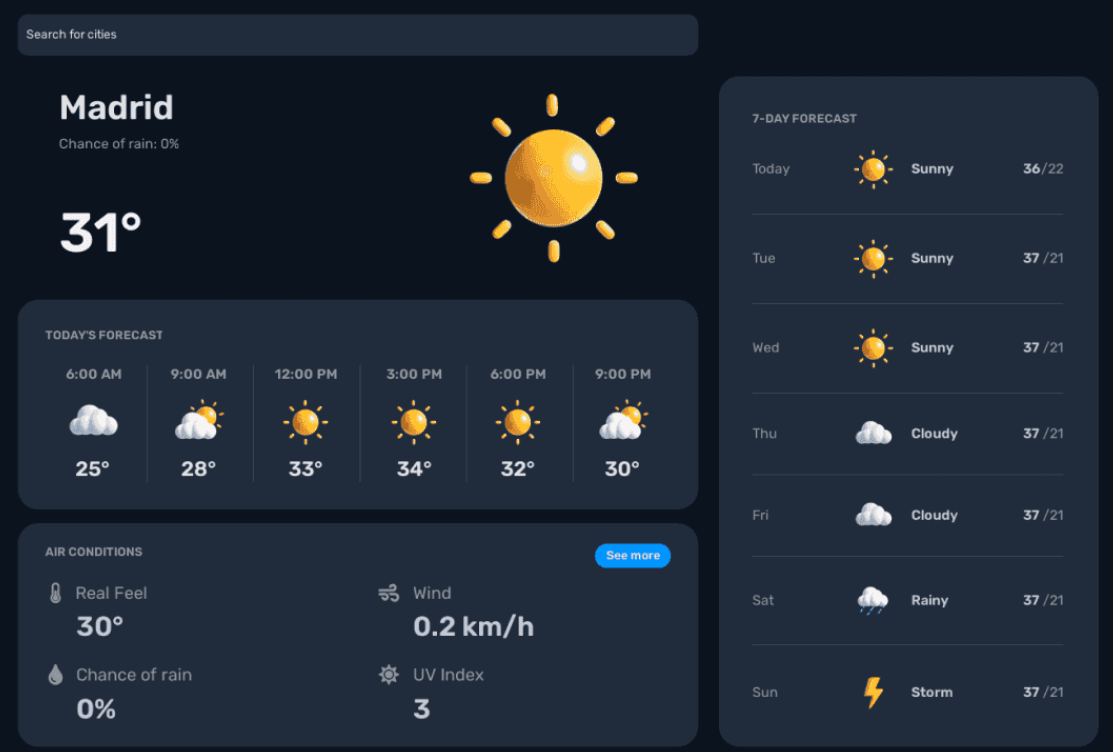 Search for cities
Madrid
Chance of rain: 0%
31°
TODAY'S FORECAST
6:00 AM 9:00 AM 12:00 PM 3:00 PM 6:00 PM 9:00 PM
25° 28° 33° 34° 32° 30°
AIR CONDITIONS See more
Real Feel Wind
30° 0.2 km/h
Chance of rain UV Index
0% 3
7-DAY FORECAST
Today Sunny 36/22
Tue Sunny 37 /21
Wed Sunny 37 /21
Thu Cloudy 37 /21
Fri Cloudy 37 /21
Sat Rainy 37 /21
Sun Storm 37 /21